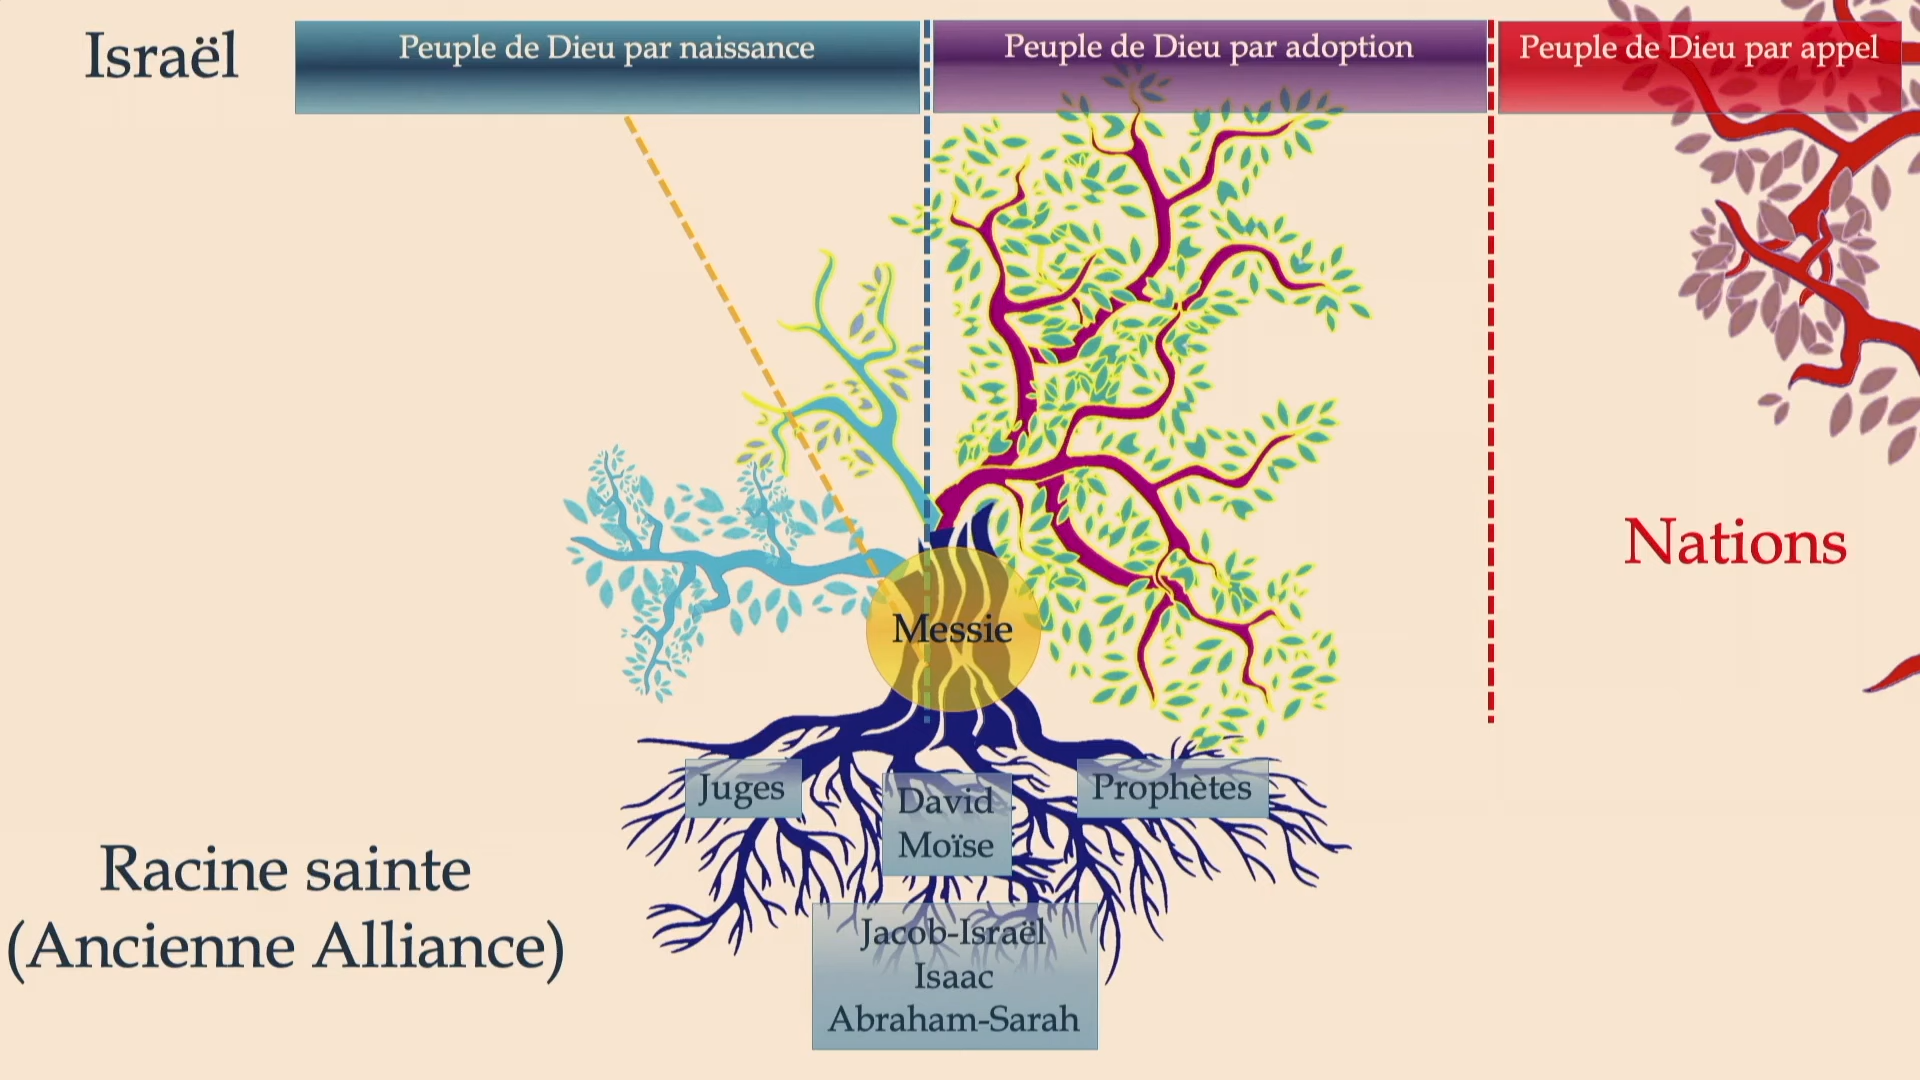 Israël
Peuple de Dieu par naissance
Peuple de Dieu par adoption
Peuple de Dieu par appel
Nations
Messie
Juges
David
Moïse
Prophètes
Racine sainte
(Ancienne Alliance)
Jacob-Israël
Isaac
Abraham-Sarah